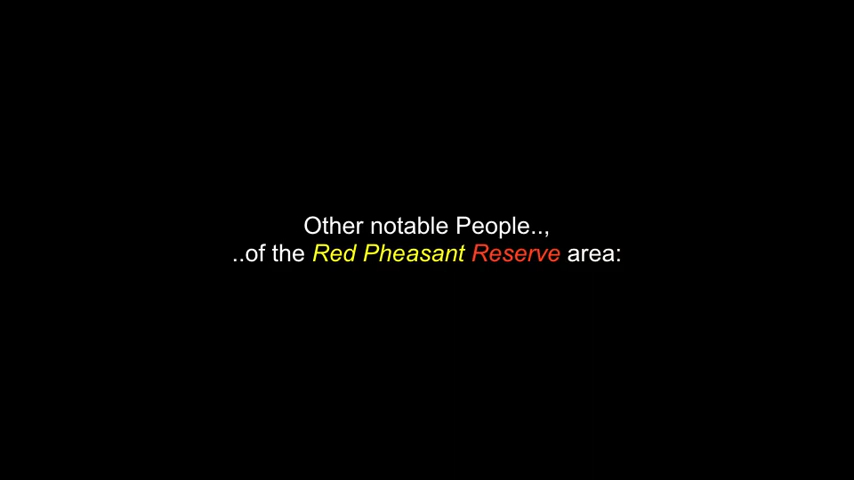 Other notable People..,
..of the Red Pheasant Reserve area: